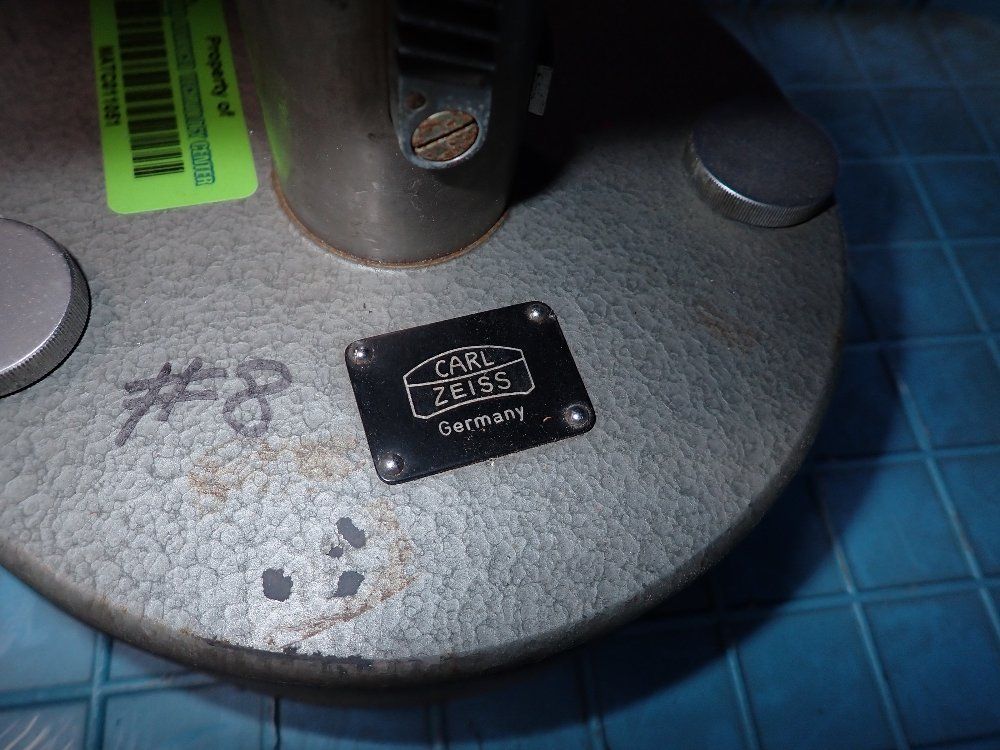 Property of
CENTER
#8
CARL
ZEISS
Germany